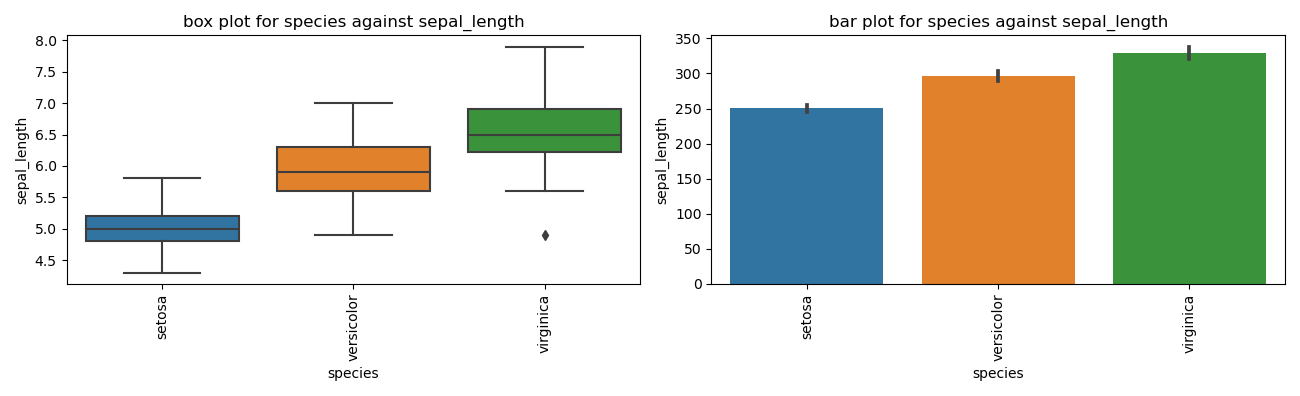 box plot for species against sepal_length
8.0
7.5
7.0
6.5
6.0
5.5
5.0
4.5
sepal_length
setosa
versicolor
virginica
species
bar plot for species against sepal_length
350
300
250
200
150
100
50
0
sepal_length
setosa
versicolor
virginica
species